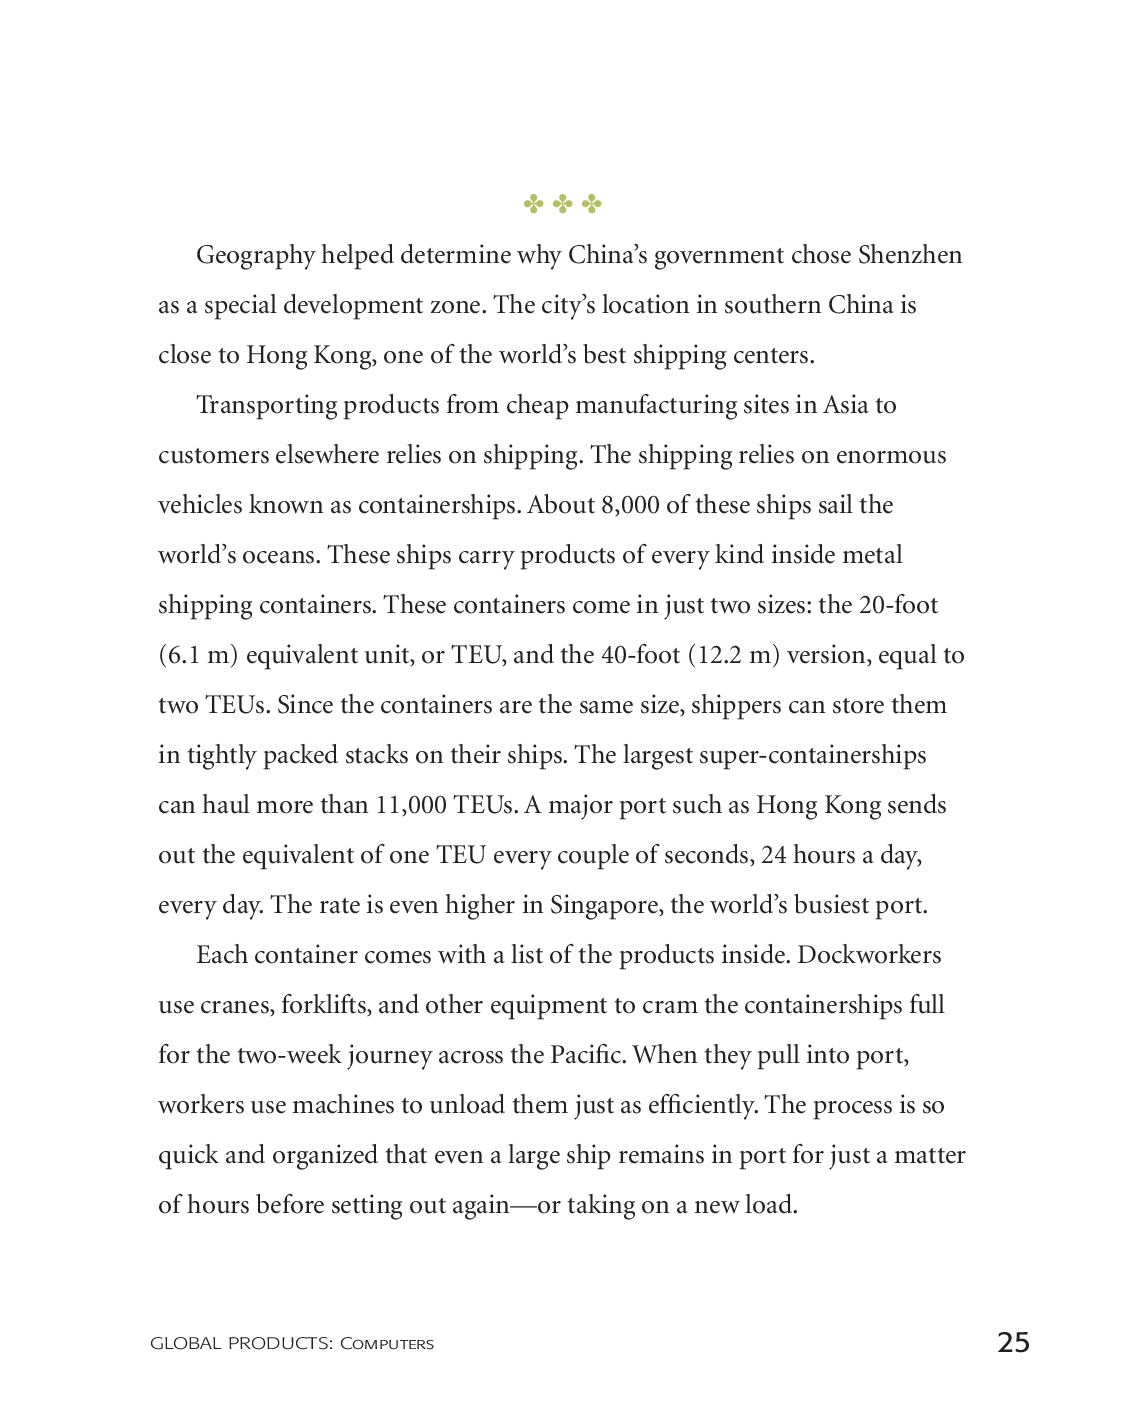 Geography helped determine why China’s government chose Shenzhen
as a special development zone. The city’s location in southern China is
close to Hong Kong, one of the world’s best shipping centers.
Transporting products from cheap manufacturing sites in Asia to
customers elsewhere relies on shipping. The shipping relies on enormous
vehicles known as containerships. About 8,000 of these ships sail the
world’s oceans. These ships carry products of every kind inside metal
shipping containers. These containers come in just two sizes: the 20-foot
(6.1 m) equivalent unit, or TEU, and the 40-foot (12.2 m) version, equal to
two TEUs. Since the containers are the same size, shippers can store them
in tightly packed stacks on their ships. The largest super-containerships
can haul more than 11,000 TEUs. A major port such as Hong Kong sends
out the equivalent of one TEU every couple of seconds, 24 hours a day,
every day. The rate is even higher in Singapore, the world’s busiest port.
Each container comes with a list of the products inside. Dockworkers
use cranes, forklifts, and other equipment to cram the containerships full
for the two-week journey across the Pacific. When they pull into port,
workers use machines to unload them just as efficiently. The process is so
quick and organized that even a large ship remains in port for just a matter
of hours before setting out again—or taking on a new load.
GLOBAL PRODUCTS: Computers 25